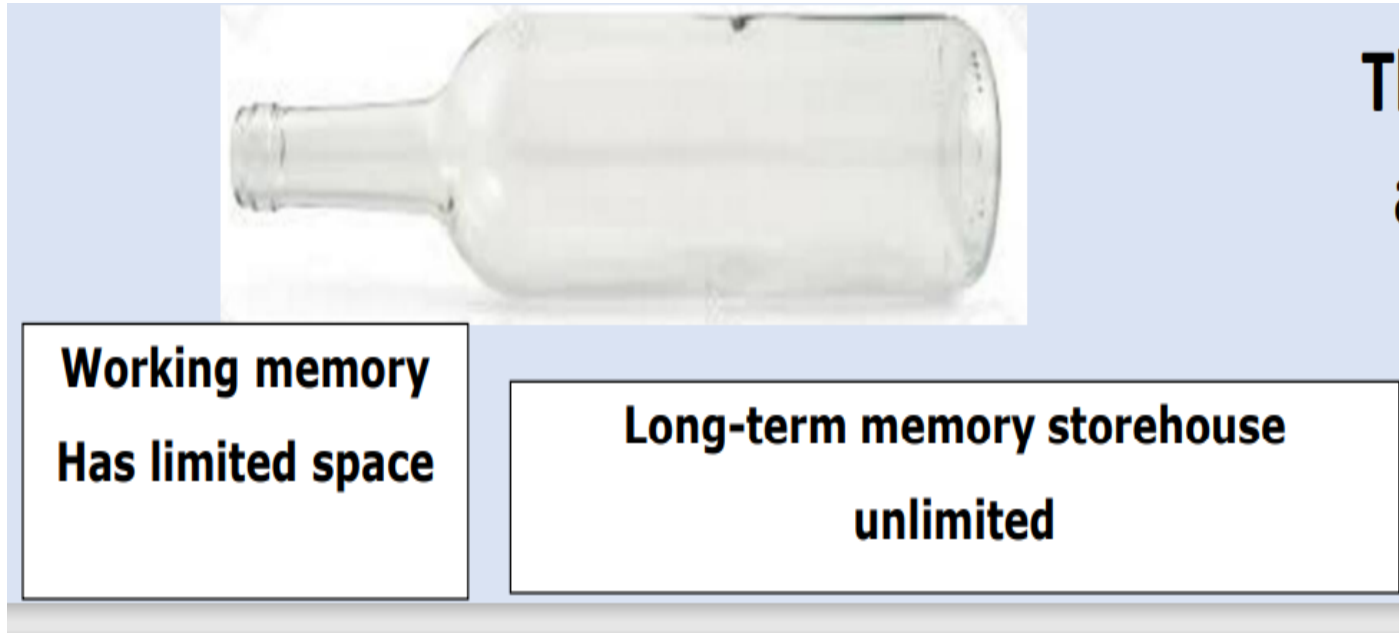 Working memory
Has limited space
Long-term memory storehouse
unlimited